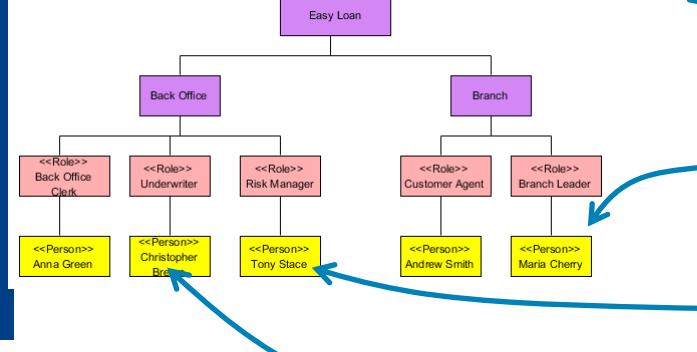 Easy Loan
Back Office
Branch
<<Role>>
Back Office
Clerk
<<Role>>
Underwriter
<<Role>>
Risk Manager
<<Role>>
Customer Agent
<<Role>>
Branch Leader
<<Person>>
Anna Green
<<Person>>
Christopher
<<Person>>
Tony Stace
<<Person>>
Andrew Smith
<<Person>>
Maria Cherry